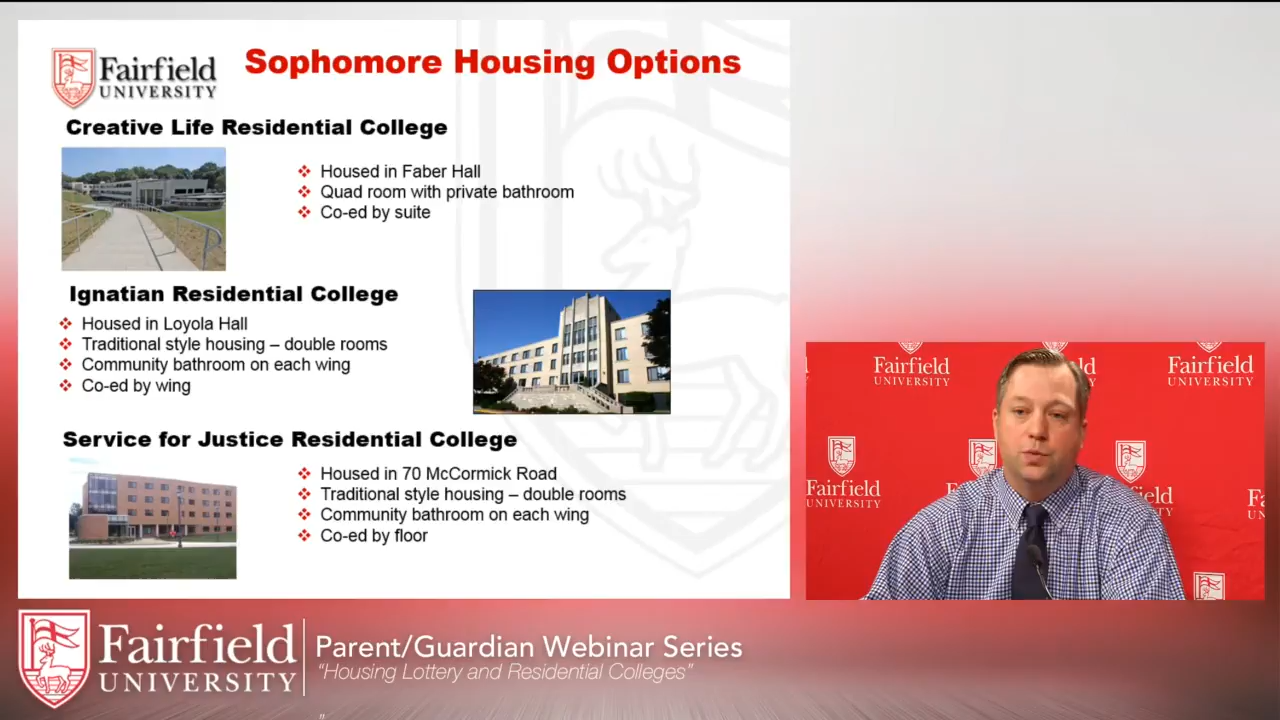 Fairfield
UNIVERSITY
Sophomore Housing Options
Creative Life Residential College
Housed in Faber Hall
Quad room with private bathroom
Co-ed by suite
Ignatian Residential College
Housed in Loyola Hall
Traditional style housing – double rooms
Community bathroom on each wing
Co-ed by wing
Service for Justice Residential College
Housed in 70 McCormick Road
Traditional style housing – double rooms
Community bathroom on each wing
Co-ed by floor
Fairfield
UNIVERSITY
Fairfield
UNIVERSITY
Fairfield
UNIVERSITY
Fairfield
UNIVERSITY
Parent/Guardian Webinar Series
"Housing Lottery and Residential Colleges"
"